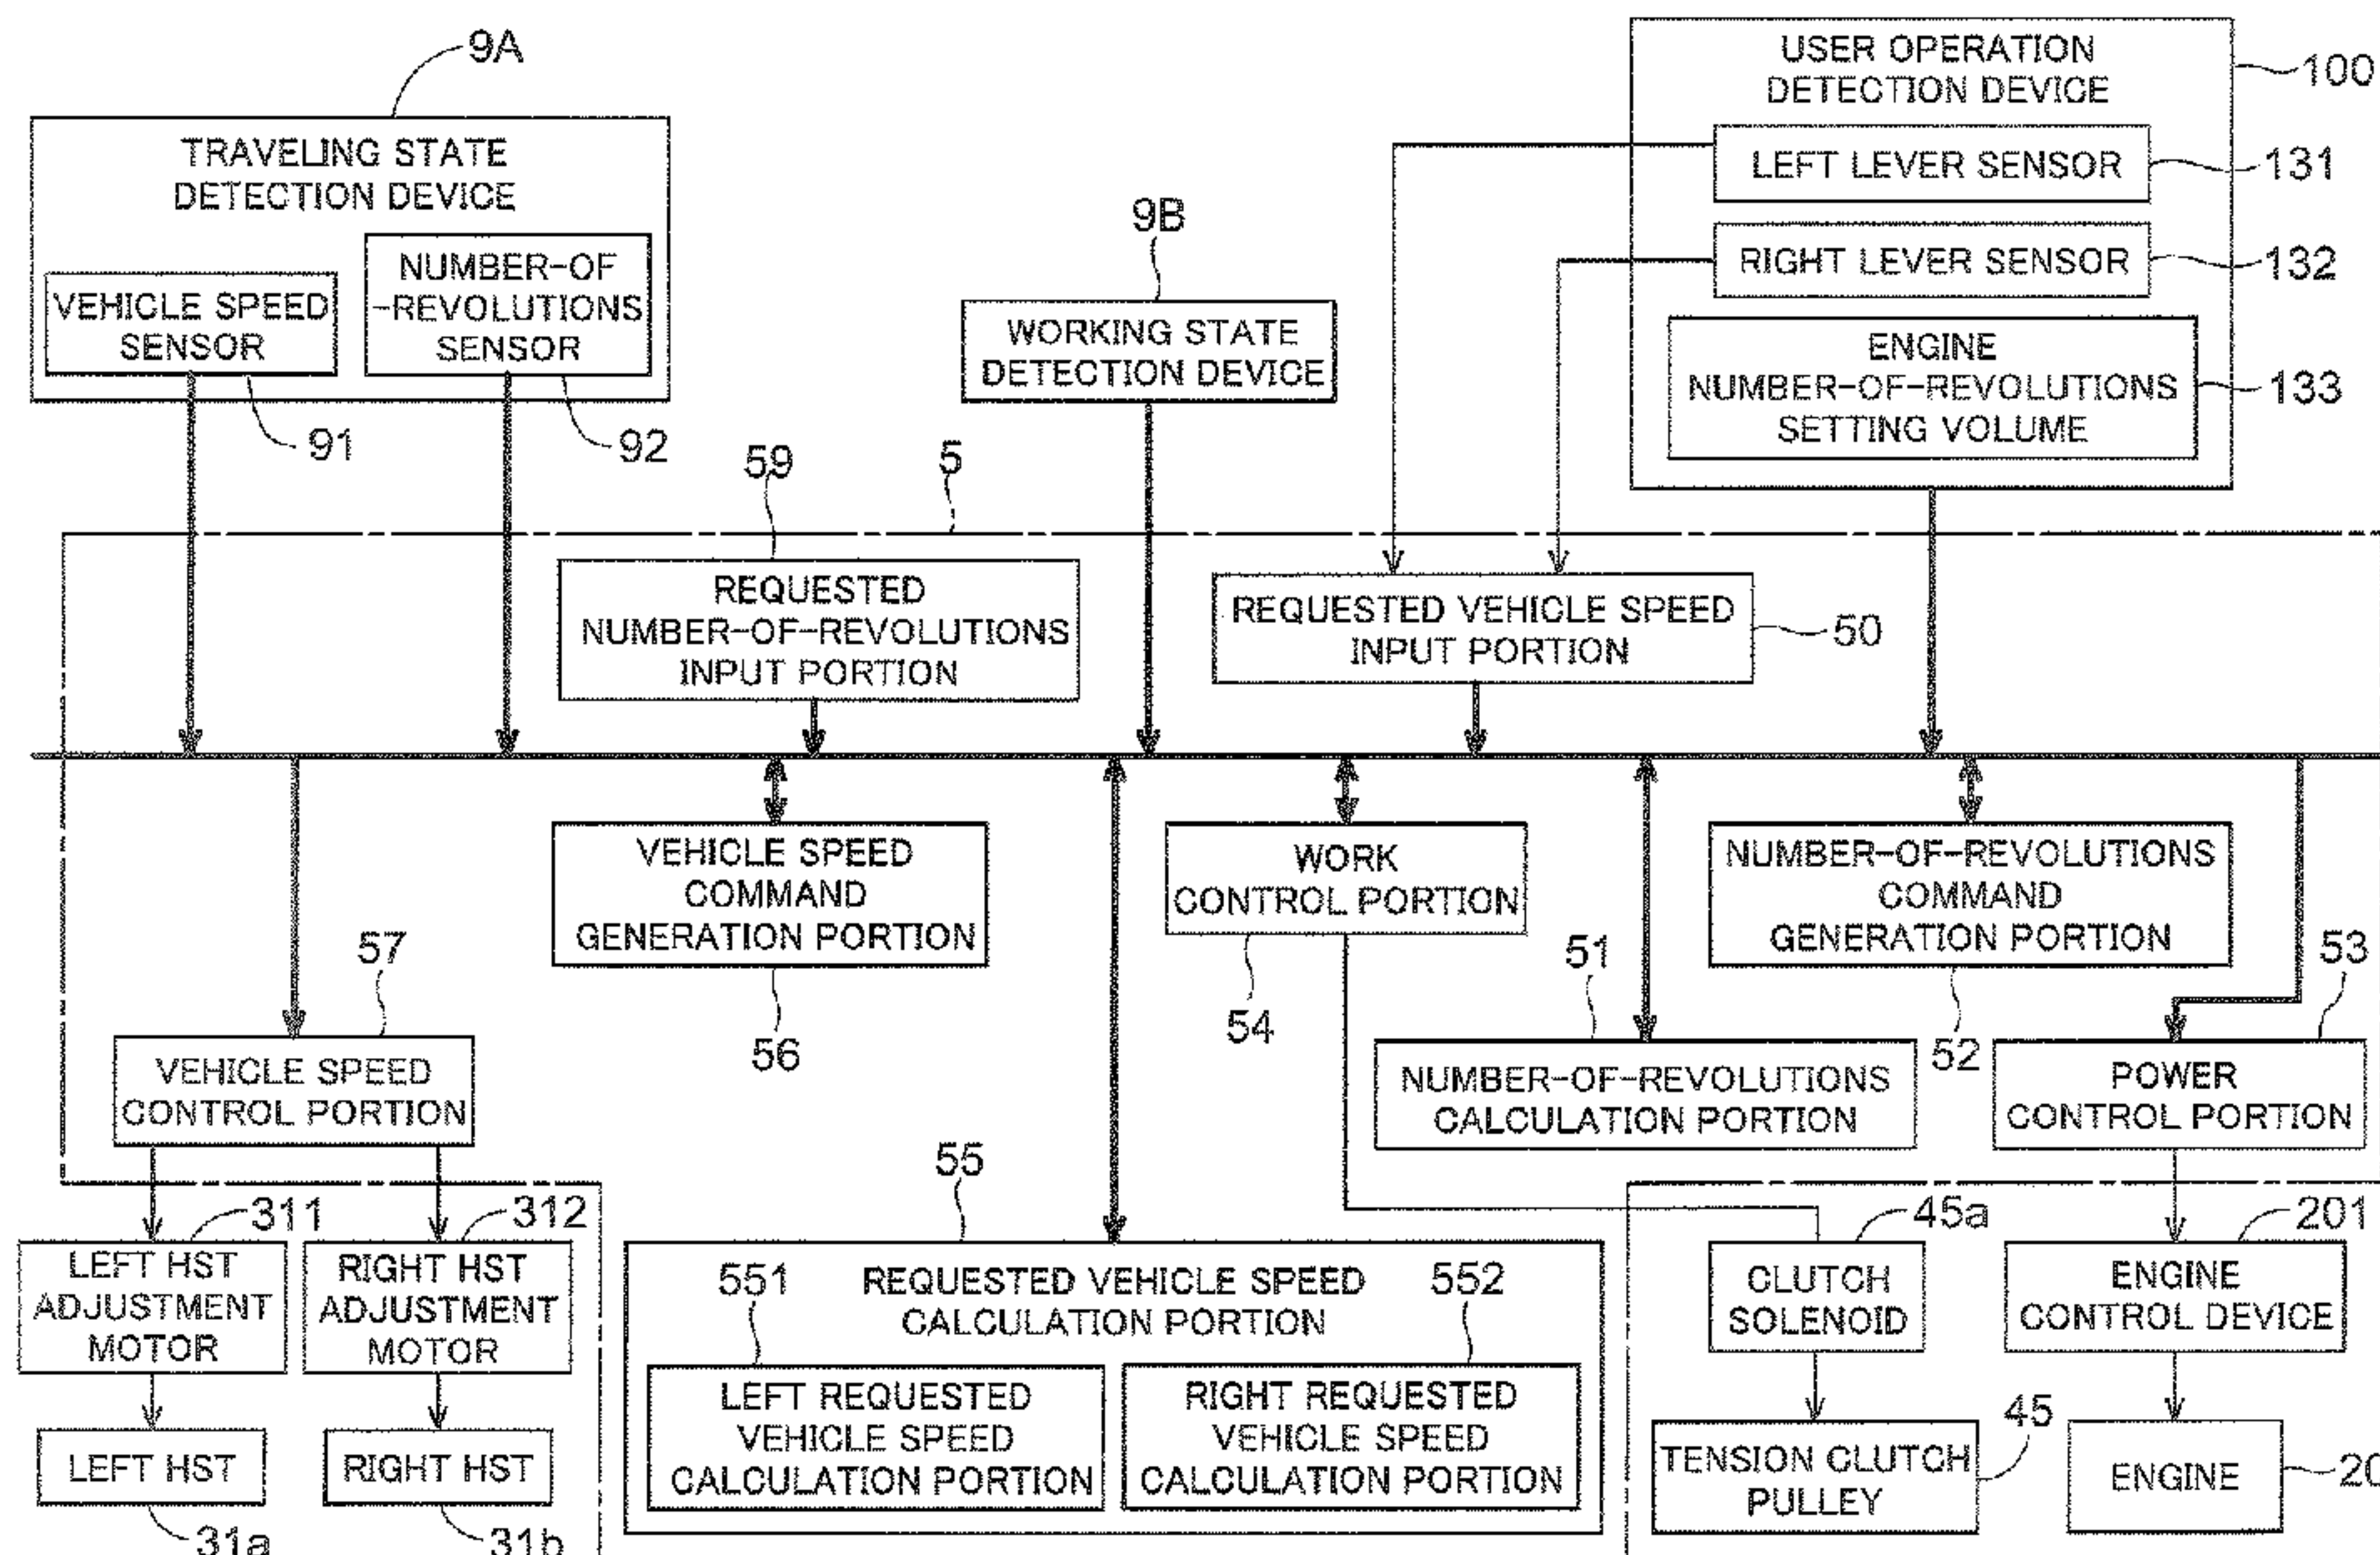 9A
TRAVELING STATE
DETECTION DEVICE
VEHICLE SPEED
SENSOR
NUMBER-OF
-REVOLUTIONS
SENSOR
91
92
9B
WORKING STATE
DETECTION DEVICE
USER OPERATION
DETECTION DEVICE
100
LEFT LEVER SENSOR
131
RIGHT LEVER SENSOR
132
ENGINE
NUMBER-OF-REVOLUTIONS
SETTING VOLUME
133
59
5
REQUESTED
NUMBER-OF-REVOLUTIONS
INPUT PORTION
REQUESTED VEHICLE SPEED
INPUT PORTION
50
VEHICLE SPEED
COMMAND
GENERATION PORTION
56
WORK
CONTROL PORTION
54
NUMBER-OF-REVOLUTIONS
COMMAND
GENERATION PORTION
52
57
VEHICLE SPEED
CONTROL PORTION
51
NUMBER-OF-REVOLUTIONS
CALCULATION PORTION
53
POWER
CONTROL PORTION
311
LEFT HST
ADJUSTMENT
MOTOR
312
RIGHT HST
ADJUSTMENT
MOTOR
LEFT HST
31a
RIGHT HST
31b
55
REQUESTED VEHICLE SPEED
CALCULATION PORTION
551
LEFT REQUESTED
VEHICLE SPEED
CALCULATION PORTION
552
RIGHT REQUESTED
VEHICLE SPEED
CALCULATION PORTION
45a
CLUTCH
SOLENOID
201
ENGINE
CONTROL DEVICE
45
TENSION CLUTCH
PULLEY
ENGINE
20